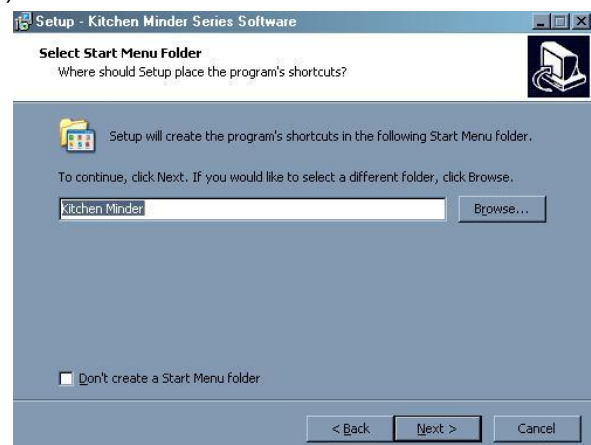 Setup - Kitchen Minder Series Software
Select Start Menu Folder
Where should Setup place the program's shortcuts?
Setup will create the program's shortcuts in the following Start Menu folder.
To continue, click Next. If you would like to select a different folder, click Browse.
Kitchen Minder
Browse...
Don't create a Start Menu folder
< Back
Next >
Cancel